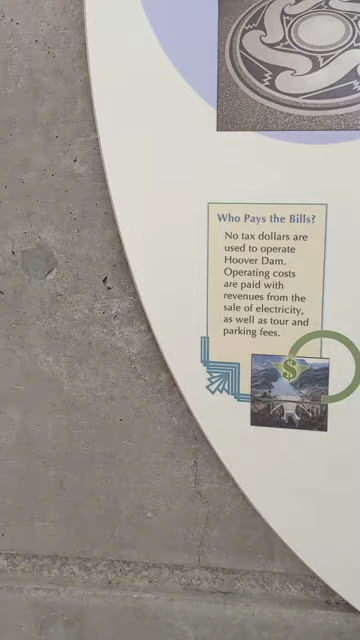 Who Pays the Bills?
No tax dollars are
used to operate
Hoover Dam.
Operating costs
are paid with
revenues from the
sale of electricity,
as well as tour and
parking fees.
$